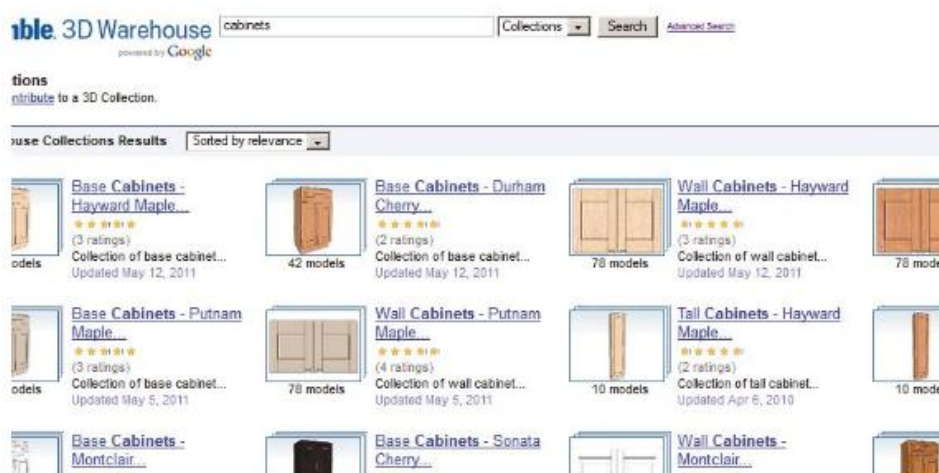 mble. 3D Warehouse cabinets Collections Search Advanced Search
powered by Google
tions
ntribute to a 3D Collection.
ouse Collections Results Sorted by relevance
Base Cabinets -
Hayward Maple...
(3 ratings)
Collection of base cabinet...
Updated May 12, 2011
odels
Base Cabinets - Durham
Cherry...
(2 ratings)
Collection of base cabinet...
Updated May 12, 2011
42 models
Wall Cabinets - Hayward
Maple...
(3 ratings)
Collection of wall cabinet...
Updated May 12, 2011
78 models
78 mode
Base Cabinets - Putnam
Maple...
(3 ratings)
Collection of base cabinet...
Updated May 5, 2011
odels
Wall Cabinets - Putnam
Maple...
(4 ratings)
Collection of wall cabinet...
Updated May 5, 2011
78 models
Tall Cabinets - Hayward
Maple...
(2 ratings)
Collection of tall cabinet...
Updated Apr 6, 2010
10 models
10 mode
Base Cabinets -
Montclair...
Base Cabinets - Sonata
Cherry...
Wall Cabinets -
Montclair...